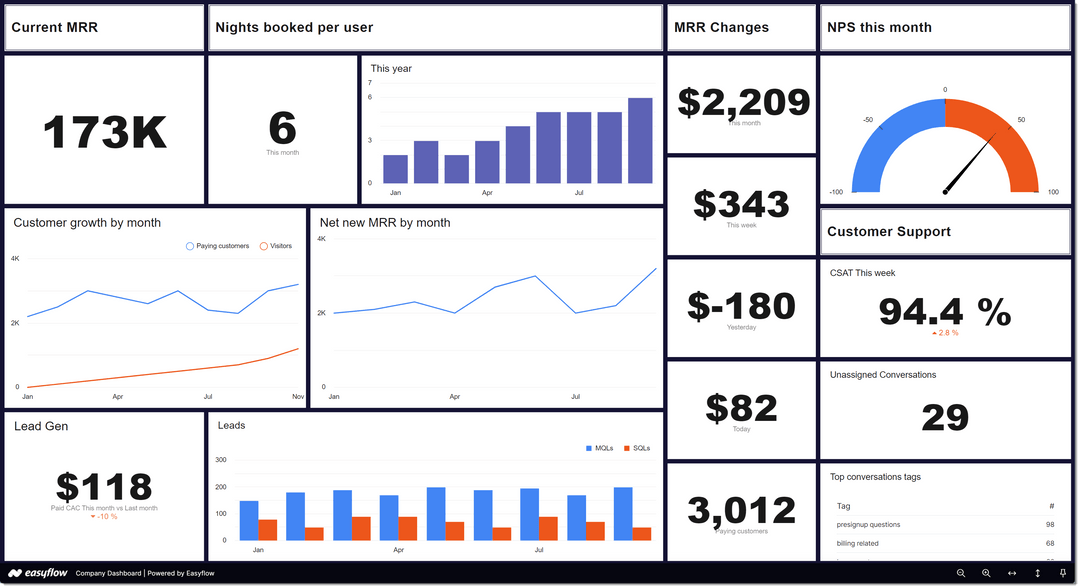 Current MRR
Nights booked per user
MRR Changes
NPS this month
173K
6
This month
This year
7
6
3
0
Jan
Apr
Jul
$2,209
This month
$343
This week
$-180
Yesterday
$82
Today
3,012
Paying customers
-100
-50
0
50
100
Customer growth by month
Paying customers
Visitors
4K
2K
0
Jan
Apr
Jul
Nov
Net new MRR by month
4K
2K
0
Jan
Apr
Jul
Customer Support
CSAT This week
94.4 %
2.8 %
Unassigned Conversations
29
Top conversations tags
Tag #
presignup questions 98
billing related 68
Lead Gen
$118
Paid CAC This month vs Last month
-10 %
Leads
MQLs
SQLs
300
200
100
0
Jan
Apr
Jul
easyflow
Company Dashboard | Powered by Easyflow